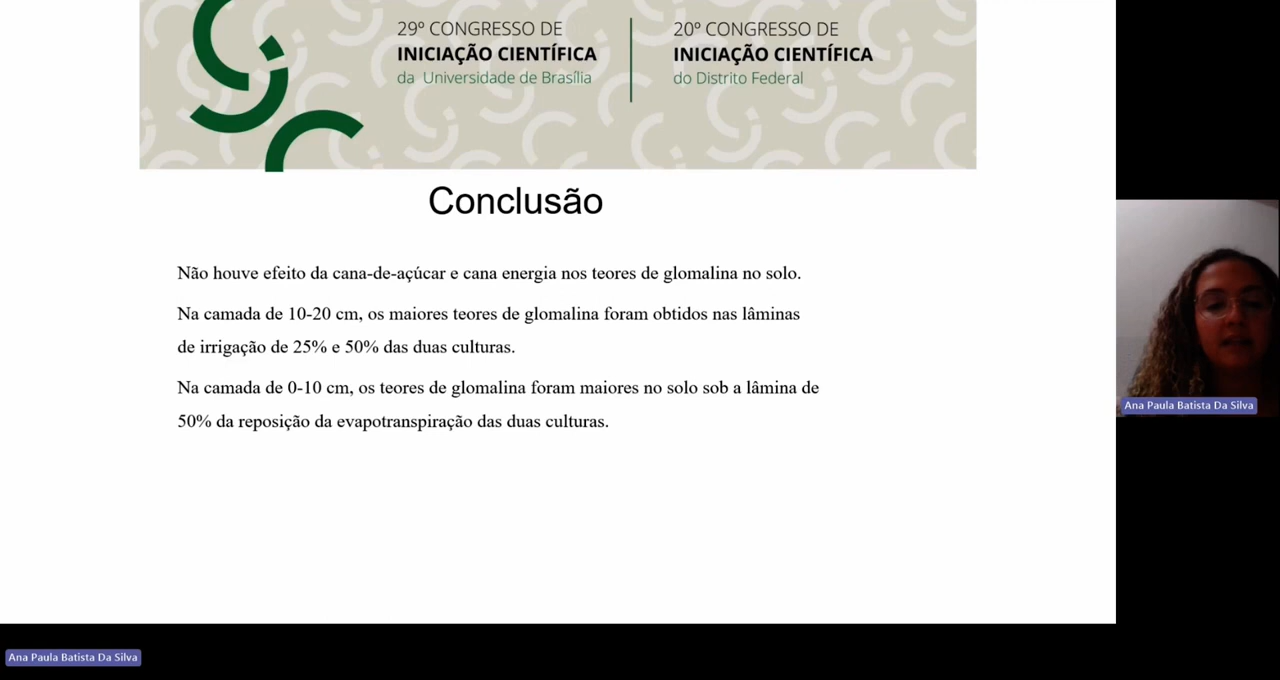 29º CONGRESSO DE
INICIAÇÃO CIENTÍFICA
da Universidade de Brasília
20º CONGRESSO DE
INICIAÇÃO CIENTÍFICA
do Distrito Federal
Conclusão
Não houve efeito da cana-de-açúcar e cana energia nos teores de glomalina no solo.
Na camada de 10-20 cm, os maiores teores de glomalina foram obtidos nas lâminas
de irrigação de 25% e 50% das duas culturas.
Na camada de 0-10 cm, os teores de glomalina foram maiores no solo sob a lâmina de
50% da reposição da evapotranspiração das duas culturas.
Ana Paula Batista Da Silva
Ana Paula Batista Da Silva